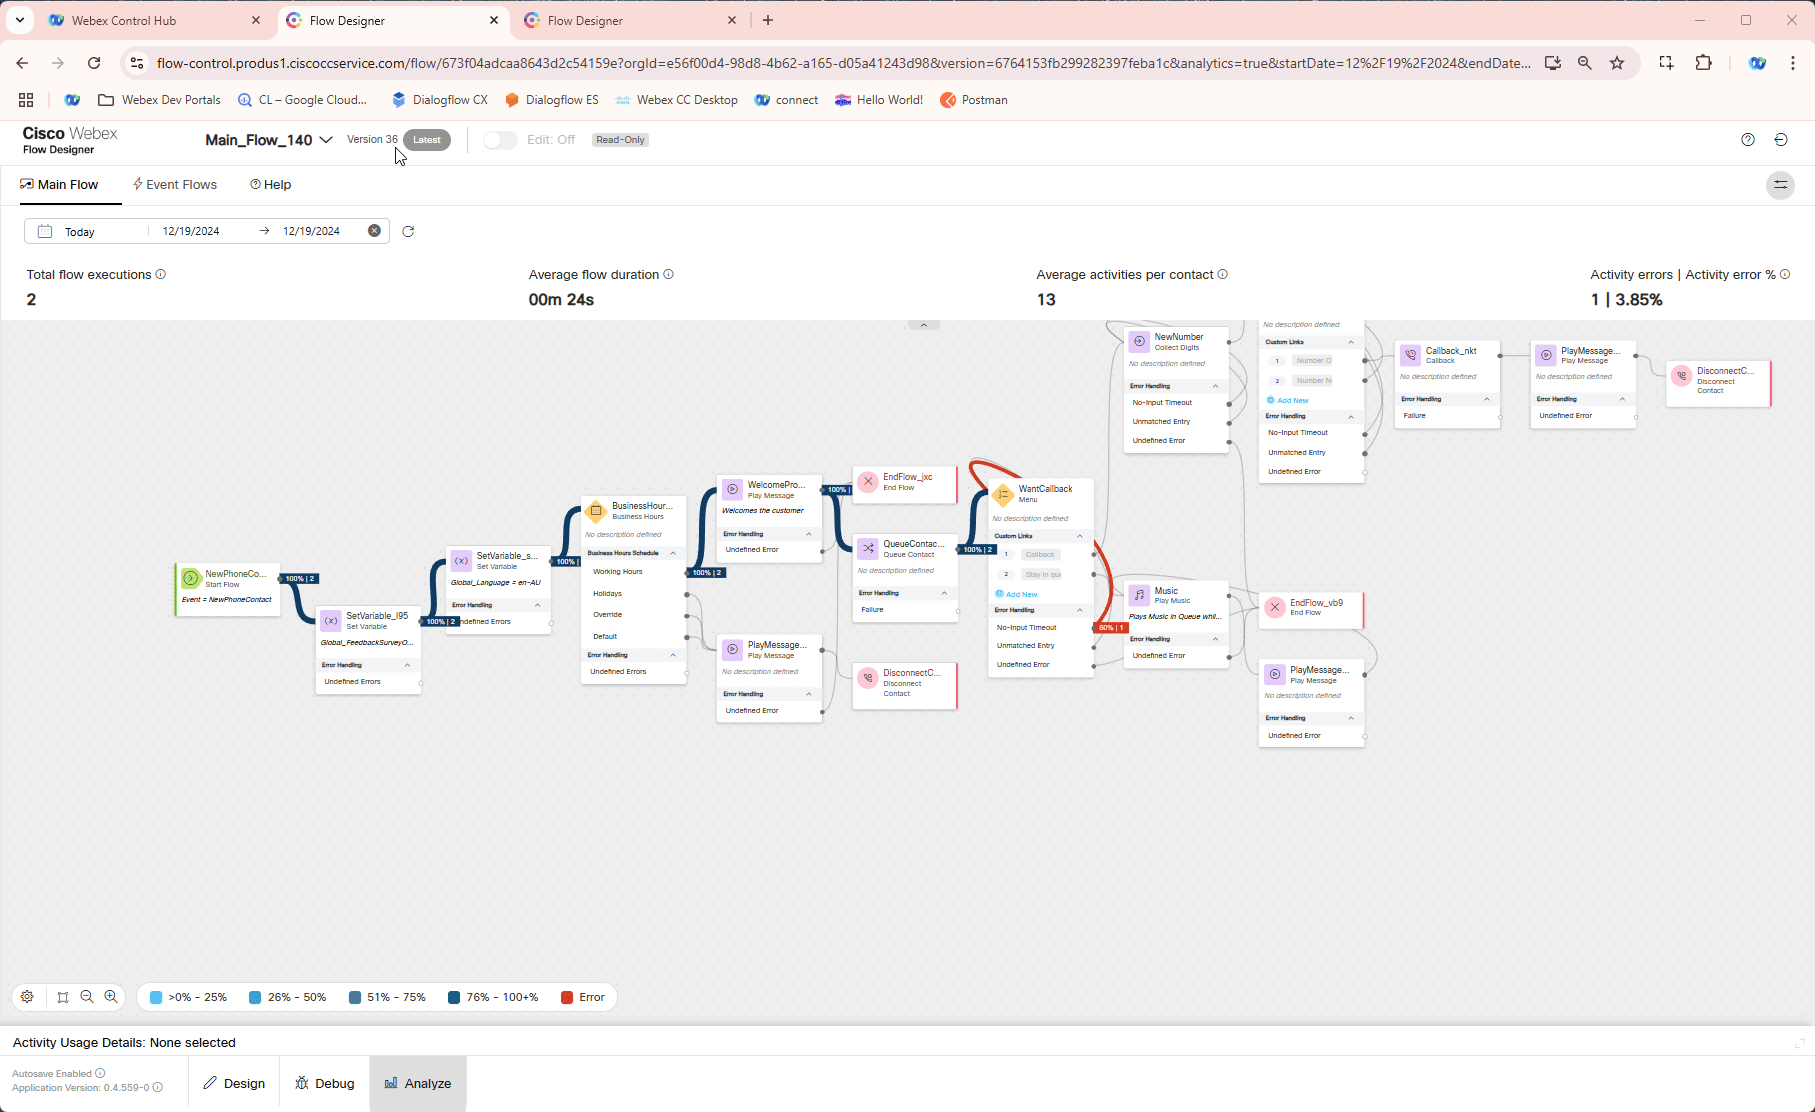 Webex Control Hub
Flow Designer
Flow Designer
flow-control.produs1.ciscoccservice.com/flow/673f04adcaa8643d2c54159e?orgId=e56f00d4-98d8-4b62-a165-d05a41243d98&version=6764153fb299282397feba1c&analytics=true&startDate=12%2F19%2F2024&endDate...
Webex Dev Portals
CL – Google Cloud...
Dialogflow CX
Dialogflow ES
Webex CC Desktop
connect
Hello World!
Postman
Cisco Webex
Flow Designer
Main_Flow_140
Version 36
Latest
Edit: Off
Read-Only
Main Flow
Event Flows
Help
Today
12/19/2024
12/19/2024
Total flow executions
2
Average flow duration
00m 24s
Average activities per contact
13
Activity errors | Activity error %
1 | 3.85%
NewPhoneCo...
Start Flow
Event = NewPhoneContact
100% | 2
SetVariable_l95
Set Variable
Global_FeedbackSurveyO...
Error Handling
Undefined Errors
100% | 2
SetVariable_s...
Set Variable
Global_Language = en-AU
Error Handling
ndefined Errors
100% |
BusinessHour...
Business Hours
No description defined
Business Hours Schedule
Working Hours
Holidays
Override
Default
Error Handling
Undefined Errors
100% | 2
WelcomePro...
Play Message
Welcomes the customer
Error Handling
Undefined Error
100% |
PlayMessage...
Play Message
No description defined
Error Handling
Undefined Error
EndFlow_jxc
End Flow
QueueContac...
Queue Contact
No description defined
Error Handling
Failure
100% | 2
DisconnectC...
Disconnect
Contact
WantCallback
Menu
No description defined
Custom Links
1
Callback
2
Stay in que
Add New
Error Handling
No-Input Timeout
Unmatched Entry
Undefined Error
50% | 1
NewNumber
Collect Digits
No description defined
Error Handling
No-Input Timeout
Unmatched Entry
Undefined Error
Music
Play Music
Plays Music in Queue whil...
Error Handling
Undefined Error
No description defined
Custom Links
1
Number O
2
Number N
Add New
Error Handling
No-Input Timeout
Unmatched Entry
Undefined Error
EndFlow_vb9
End Flow
PlayMessage...
Play Message
No description defined
Error Handling
Undefined Error
Callback_nkt
Callback
No description defined
Error Handling
Failure
PlayMessage...
Play Message
No description defined
Error Handling
Undefined Error
DisconnectC...
Disconnect
Contact
>0% - 25%
26% - 50%
51% - 75%
76% - 100+%
Error
Activity Usage Details: None selected
Autosave Enabled
Application Version: 0.4.559-0
Design
Debug
Analyze